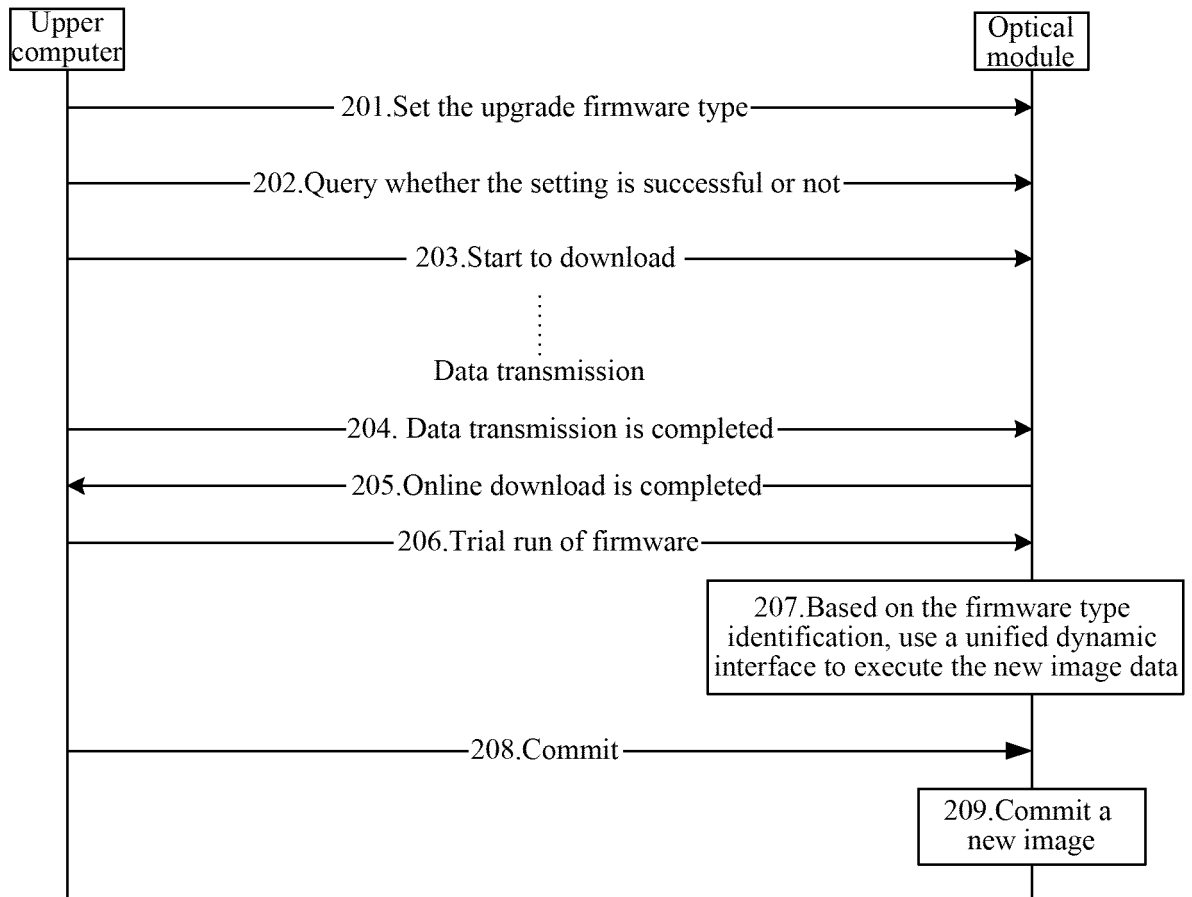 Upper
computer
Optical
module
201.Set the upgrade firmware type
202.Query whether the setting is successful or not
203.Start to download
Data transmission
204. Data transmission is completed
205.Online download is completed
206.Trial run of firmware
207.Based on the firmware type
identification, use a unified dynamic
interface to execute the new image data
208.Commit
209.Commit a
new image